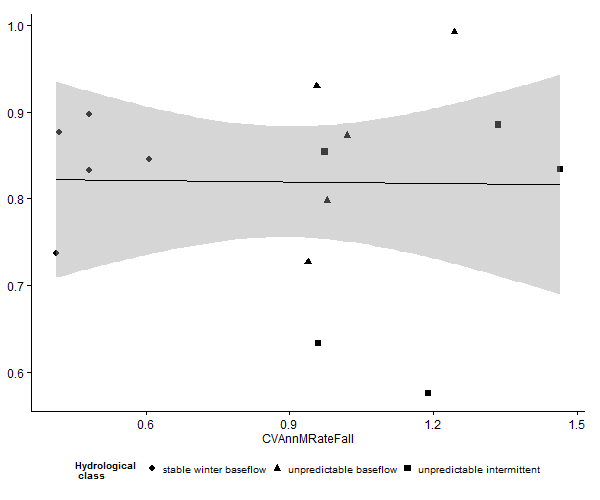 1.0
0.9
0.8
0.7
0.6
0.6 0.9 1.2 1.5
CVAnnMRateFall
Hydrological
class
stable winter baseflow unpredictable baseflow unpredictable intermittent